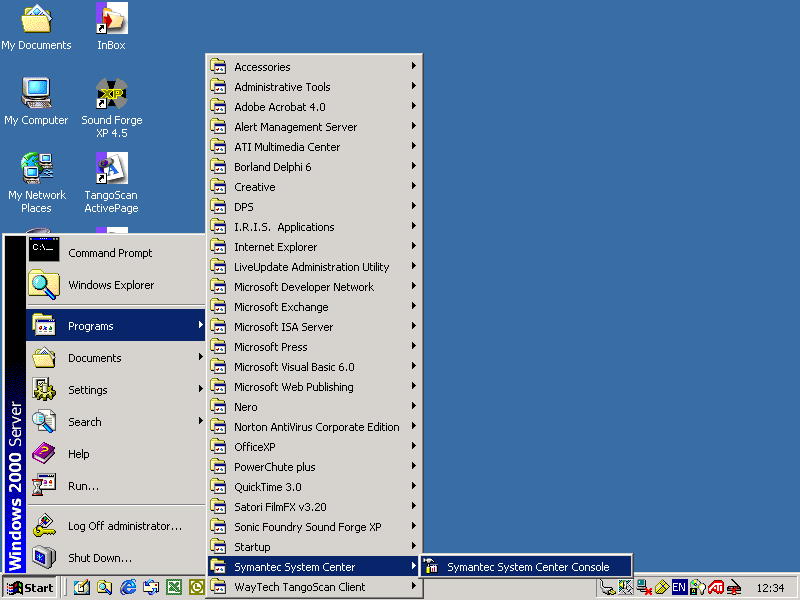 My Documents
InBox
My Computer
Sound Forge
XP 4.5
My Network
Places
TangoScan
ActivePage
C:\_
Command Prompt
Windows Explorer
Programs
Documents
Settings
Search
Help
Run...
Log Off administrator...
Shut Down...
Windows 2000 Server
Accessories
Administrative Tools
Adobe Acrobat 4.0
Alert Management Server
ATI Multimedia Center
Borland Delphi 6
Creative
DPS
I.R.I.S. Applications
Internet Explorer
LiveUpdate Administration Utility
Microsoft Developer Network
Microsoft Exchange
Microsoft ISA Server
Microsoft Press
Microsoft Visual Basic 6.0
Microsoft Web Publishing
Nero
Norton AntiVirus Corporate Edition
OfficeXP
PowerChute plus
QuickTime 3.0
Satori FilmFX v3.20
Sonic Foundry Sound Forge XP
Startup
Symantec System Center
WayTech TangoScan Client
Symantec System Center Console
Start
EN
12:34